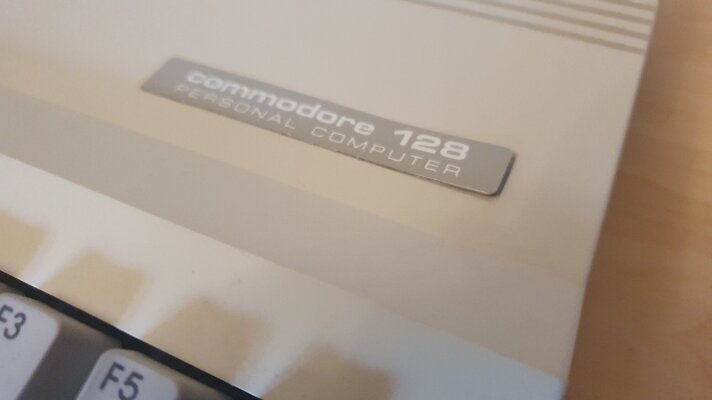 commodore 128
PERSONAL COMPUTER
F3
F5